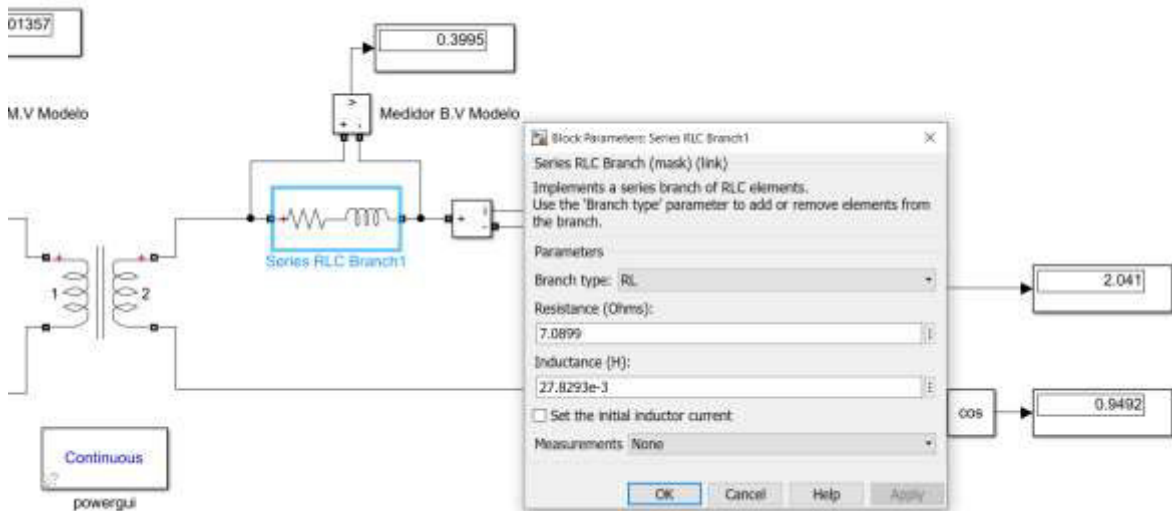 01357
0.3995
M.V Modelo
Medidor B.V Modelo
+ -
Series RLC Branch1
1
2
Continuous
powergui
Block Parameters: Series RLC Branch1
Series RLC Branch (mask) (link)
Implements a series branch of RLC elements.
Use the 'Branch type' parameter to add or remove elements from
the branch.
Parameters
Branch type: RL
Resistance (Ohms):
7.0899
Inductance (H):
27.8293e-3
Set the initial inductor current
Measurements None
OK Cancel Help Apply
2.041
cos
0.9492